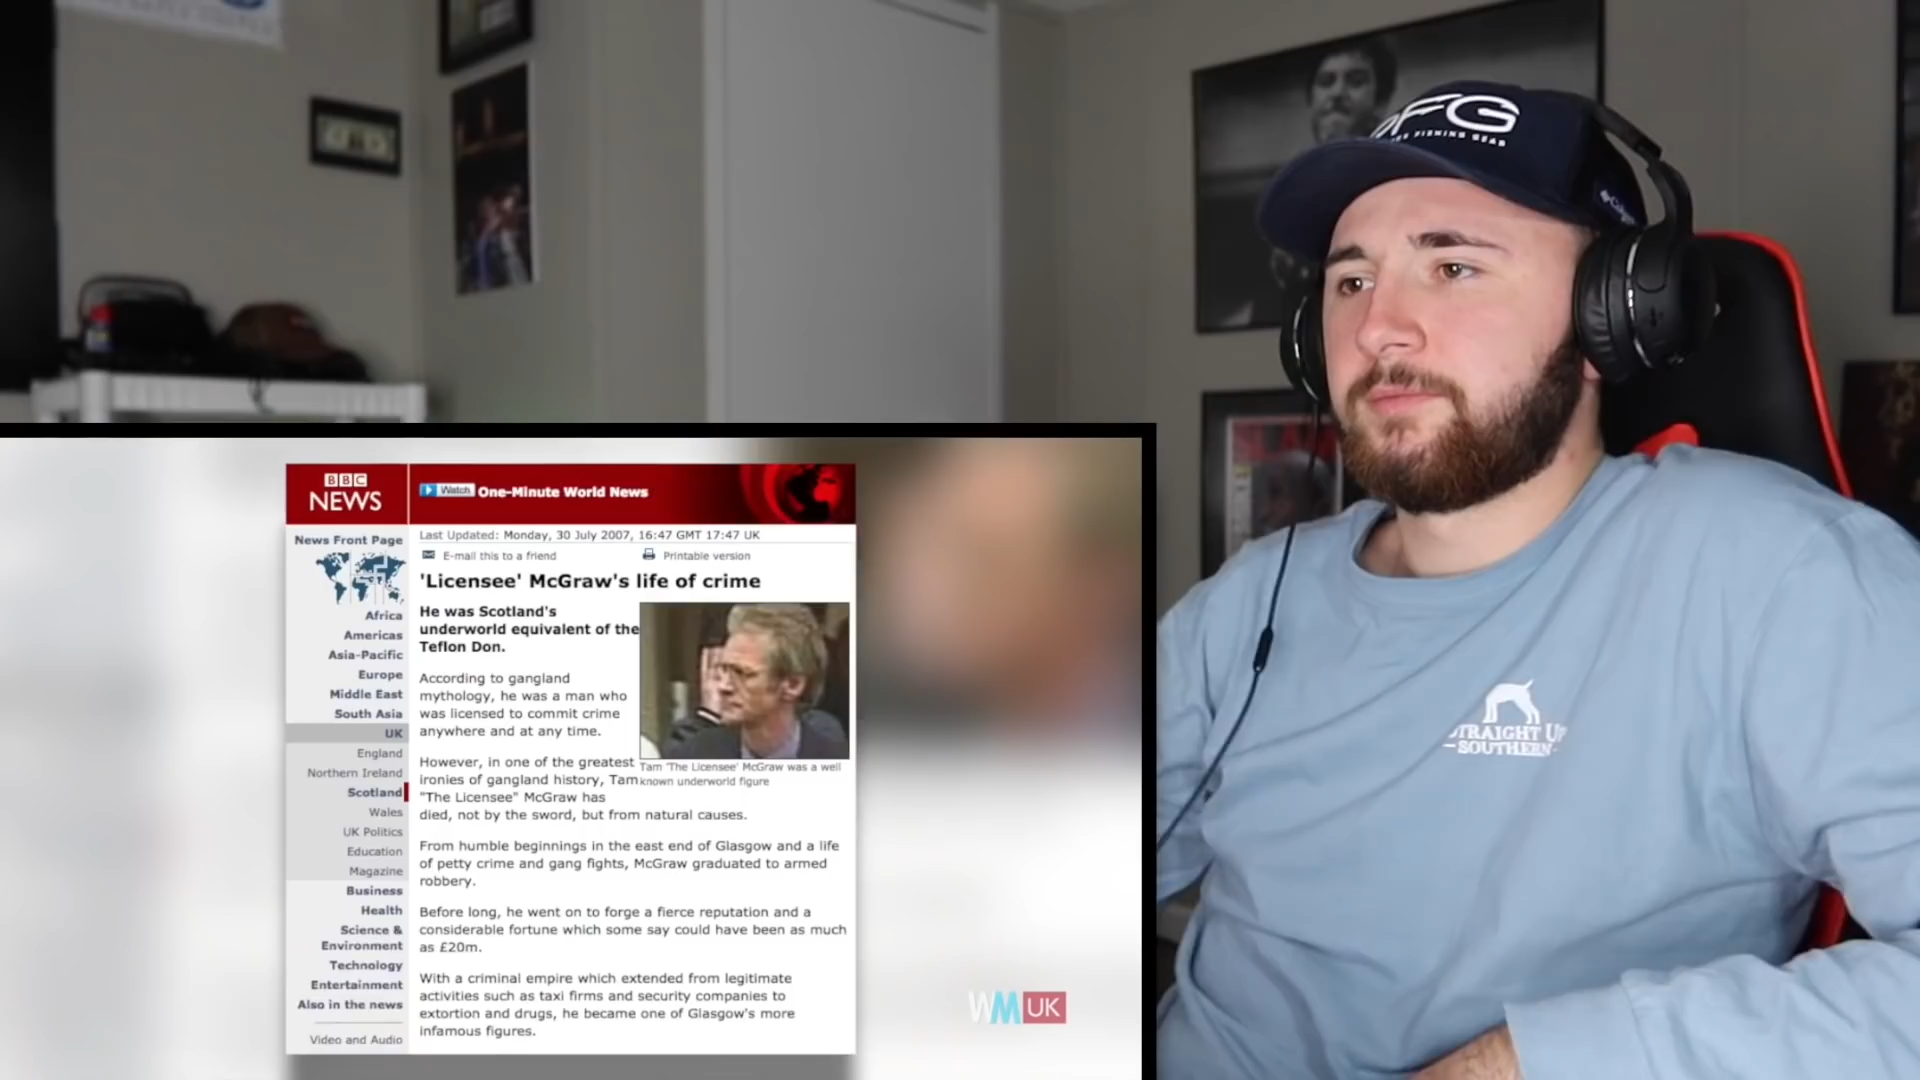 PFG
FISHING GEAR
Columbia
SLAM
BBC
NEWS
Watch One-Minute World News
Last Updated: Monday, 30 July 2007, 16:47 GMT 17:47 UK
E-mail this to a friend
Printable version
'Licensee' McGraw's life of crime
He was Scotland's
underworld equivalent of the
Teflon Don.
According to gangland
mythology, he was a man who
was licensed to commit crime
anywhere and at any time.
However, in one of the greatest
ironies of gangland history, Tam
"The Licensee" McGraw has
died, not by the sword, but from natural causes.
Tam 'The Licensee' McGraw was a well
known underworld figure
From humble beginnings in the east end of Glasgow and a life
of petty crime and gang fights, McGraw graduated to armed
robbery.
Before long, he went on to forge a fierce reputation and a
considerable fortune which some say could have been as much
as £20m.
With a criminal empire which extended from legitimate
activities such as taxi firms and security companies to
extortion and drugs, he became one of Glasgow's more
infamous figures.
News Front Page
Africa
Americas
Asia-Pacific
Europe
Middle East
South Asia
UK
England
Northern Ireland
Scotland
Wales
UK Politics
Education
Magazine
Business
Health
Science &
Environment
Technology
Entertainment
Also in the news
Video and Audio
WM UK
STRAIGHT UP
-SOUTHERN-